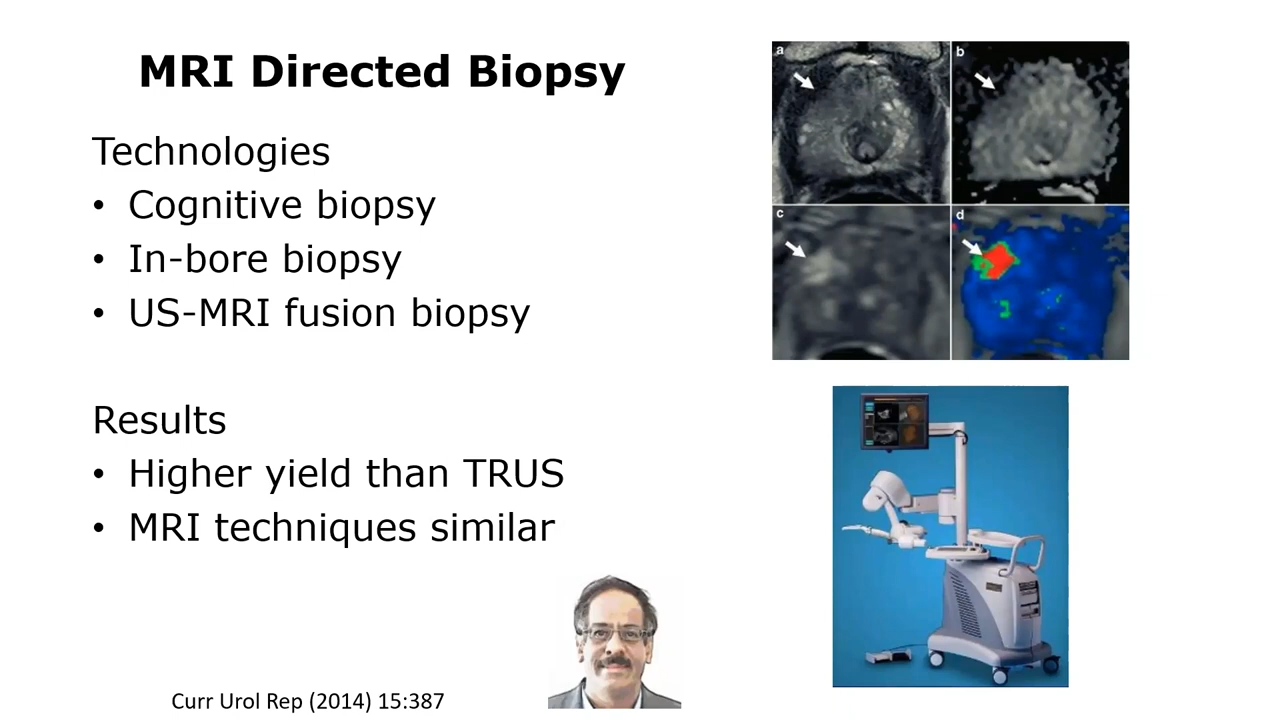 MRI Directed Biopsy
Technologies
• Cognitive biopsy
• In-bore biopsy
• US-MRI fusion biopsy
Results
• Higher yield than TRUS
• MRI techniques similar
Curr Urol Rep (2014) 15:387
a
b
c
d